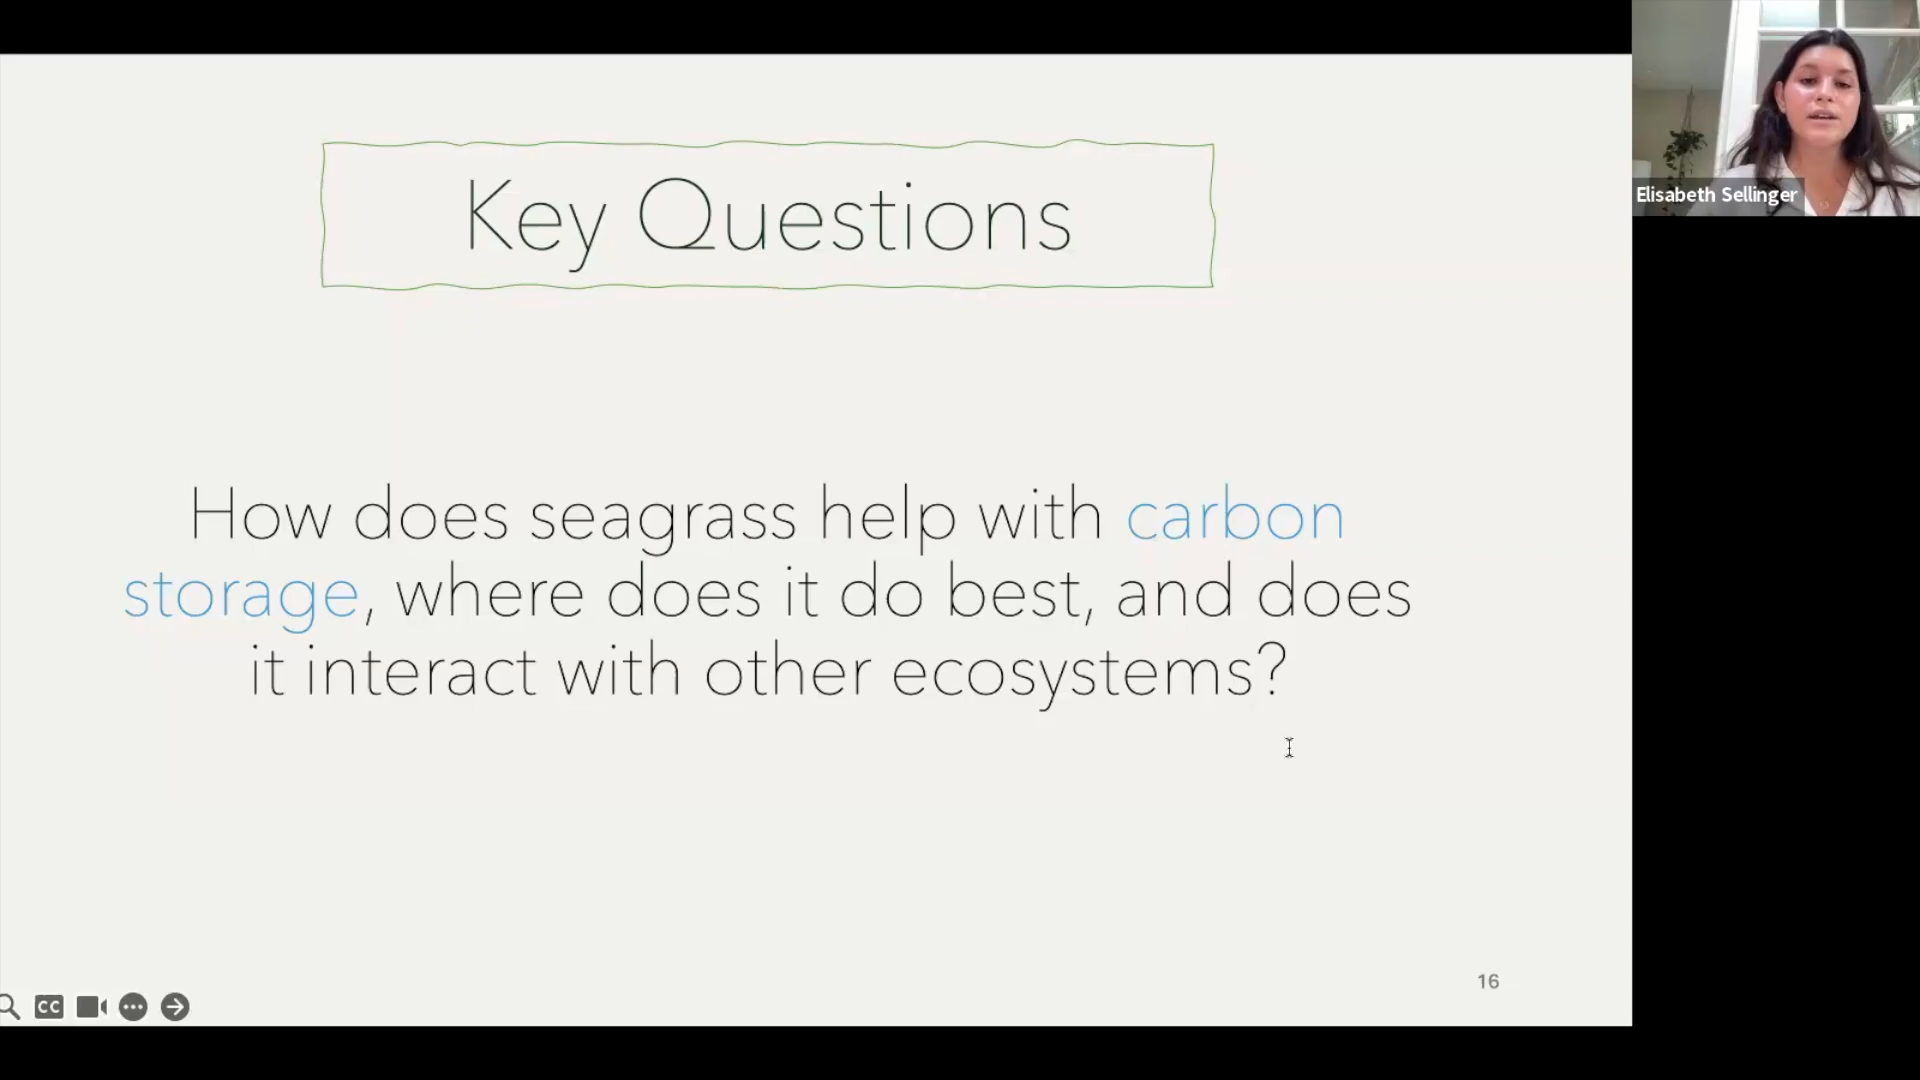 Key Questions
Elisabeth Sellinger
How does seagrass help with carbon
storage, where does it do best, and does
it interact with other ecosystems?
16
CC